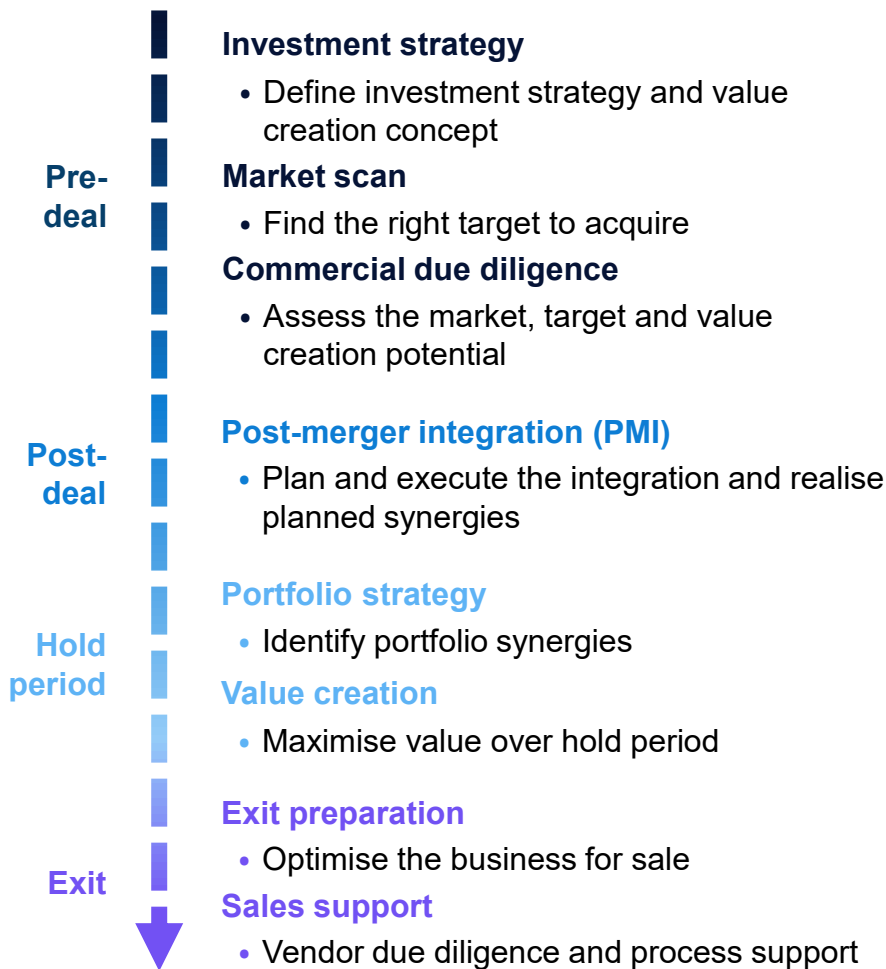 Investment strategy
• Define investment strategy and value
creation concept
Pre-
deal
Market scan
• Find the right target to acquire
Commercial due diligence
• Assess the market, target and value
creation potential
Post-
deal
Post-merger integration (PMI)
• Plan and execute the integration and realise
planned synergies
Hold
period
Portfolio strategy
• Identify portfolio synergies
Value creation
• Maximise value over hold period
Exit
Exit preparation
• Optimise the business for sale
Sales support
• Vendor due diligence and process support